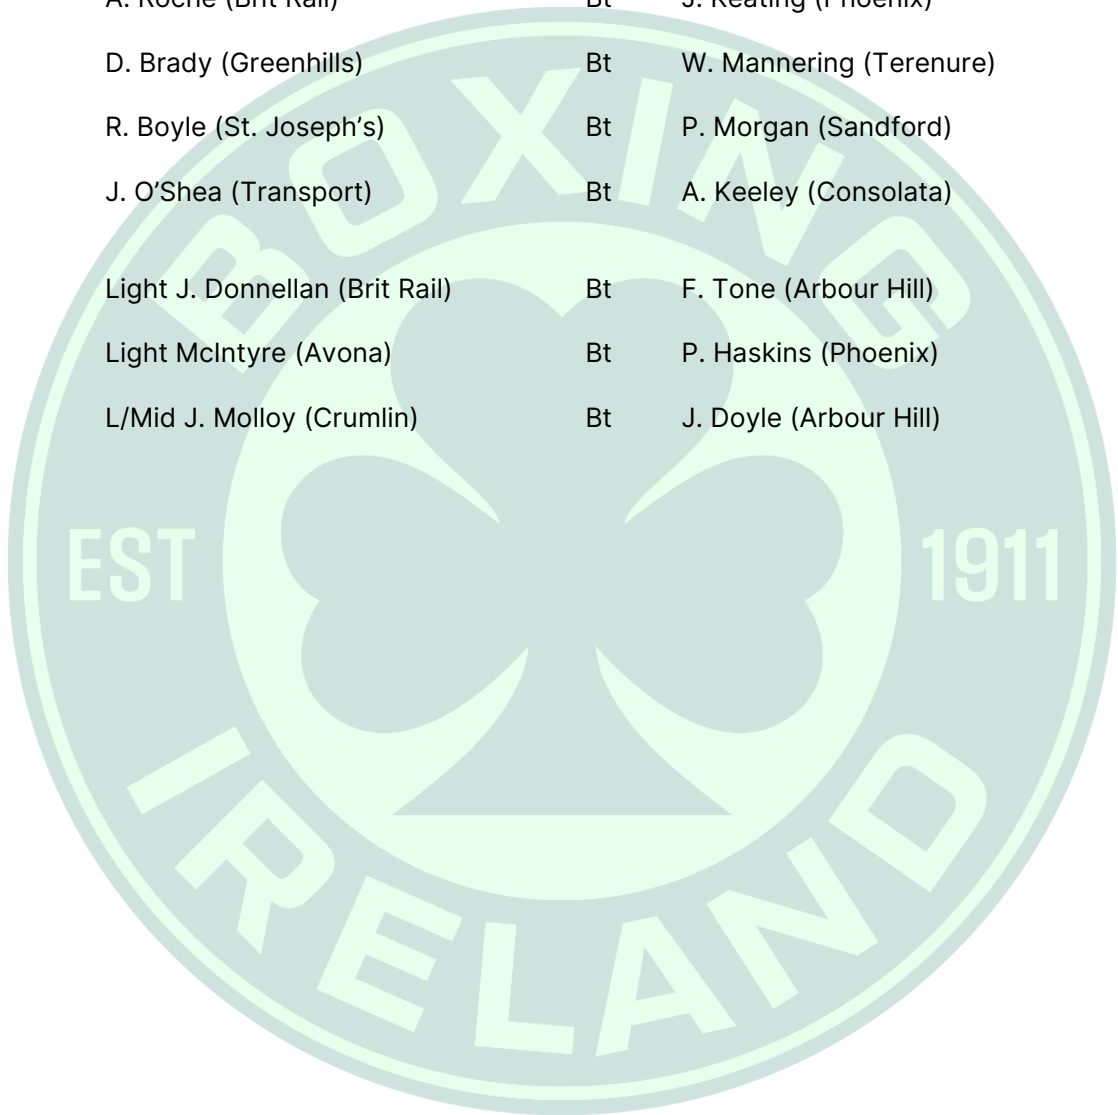 A. Roche (Brit Rail) Bt J. Keating (Phoenix)
D. Brady (Greenhills) Bt W. Mannering (Terenure)
R. Boyle (St. Joseph’s) Bt P. Morgan (Sandford)
J. O’Shea (Transport) Bt A. Keeley (Consolata)
Light J. Donnellan (Brit Rail) Bt F. Tone (Arbour Hill)
Light McIntyre (Avona) Bt P. Haskins (Phoenix)
L/Mid J. Molloy (Crumlin) Bt J. Doyle (Arbour Hill)
BOXING
EST 1911
IRELAND